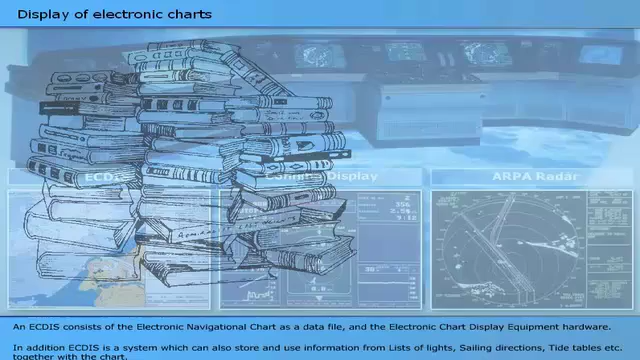 Display of electronic charts
ECDIS
Display
ARPA Radar
An ECDIS consists of the Electronic Navigational Chart as a data file, and the Electronic Chart Display Equipment hardware.
In addition ECDIS is a system which can also store and use information from Lists of lights, Sailing directions, Tide tables etc.
together with the chart.